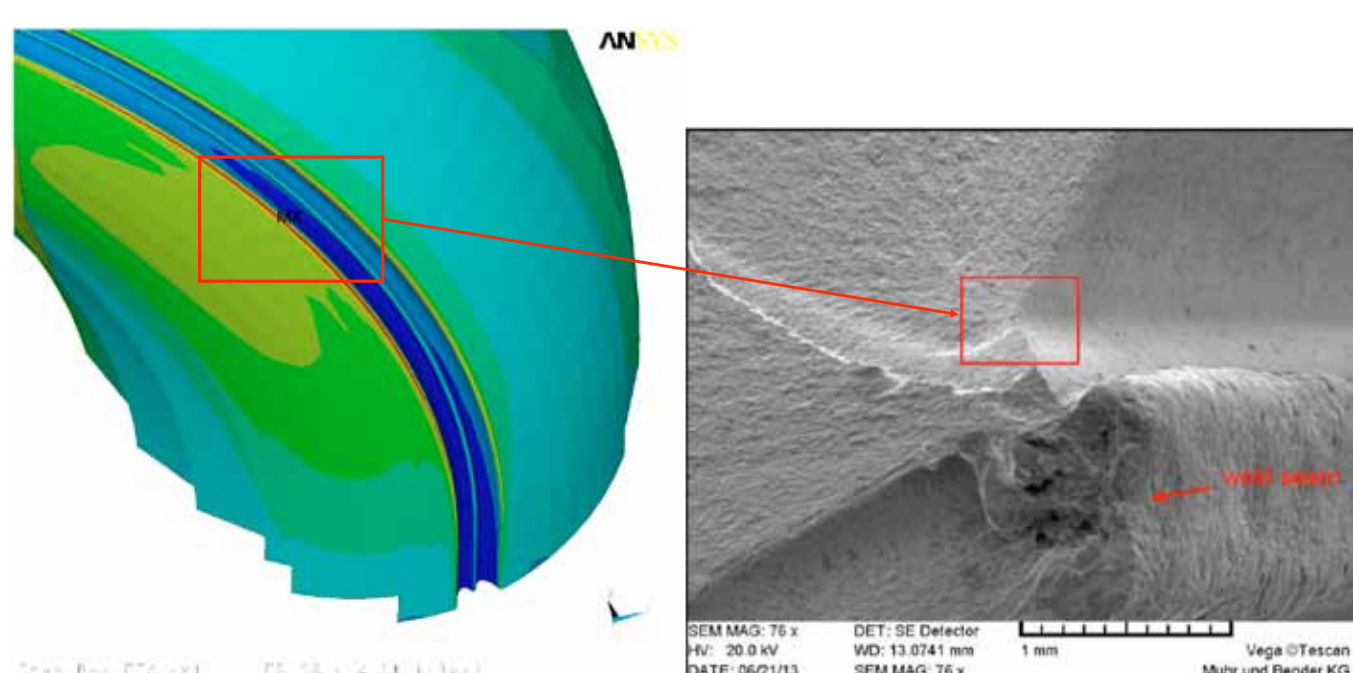 ANSYS
MX
weld seam
SEM MAG: 76 x DET: SE Detector
HV: 20.0 kV WD: 13.0741 mm 1 mm Vega ©Tescan
DATE: 06/21/13 SEM MAG: 76 x Muhr und Bender KG